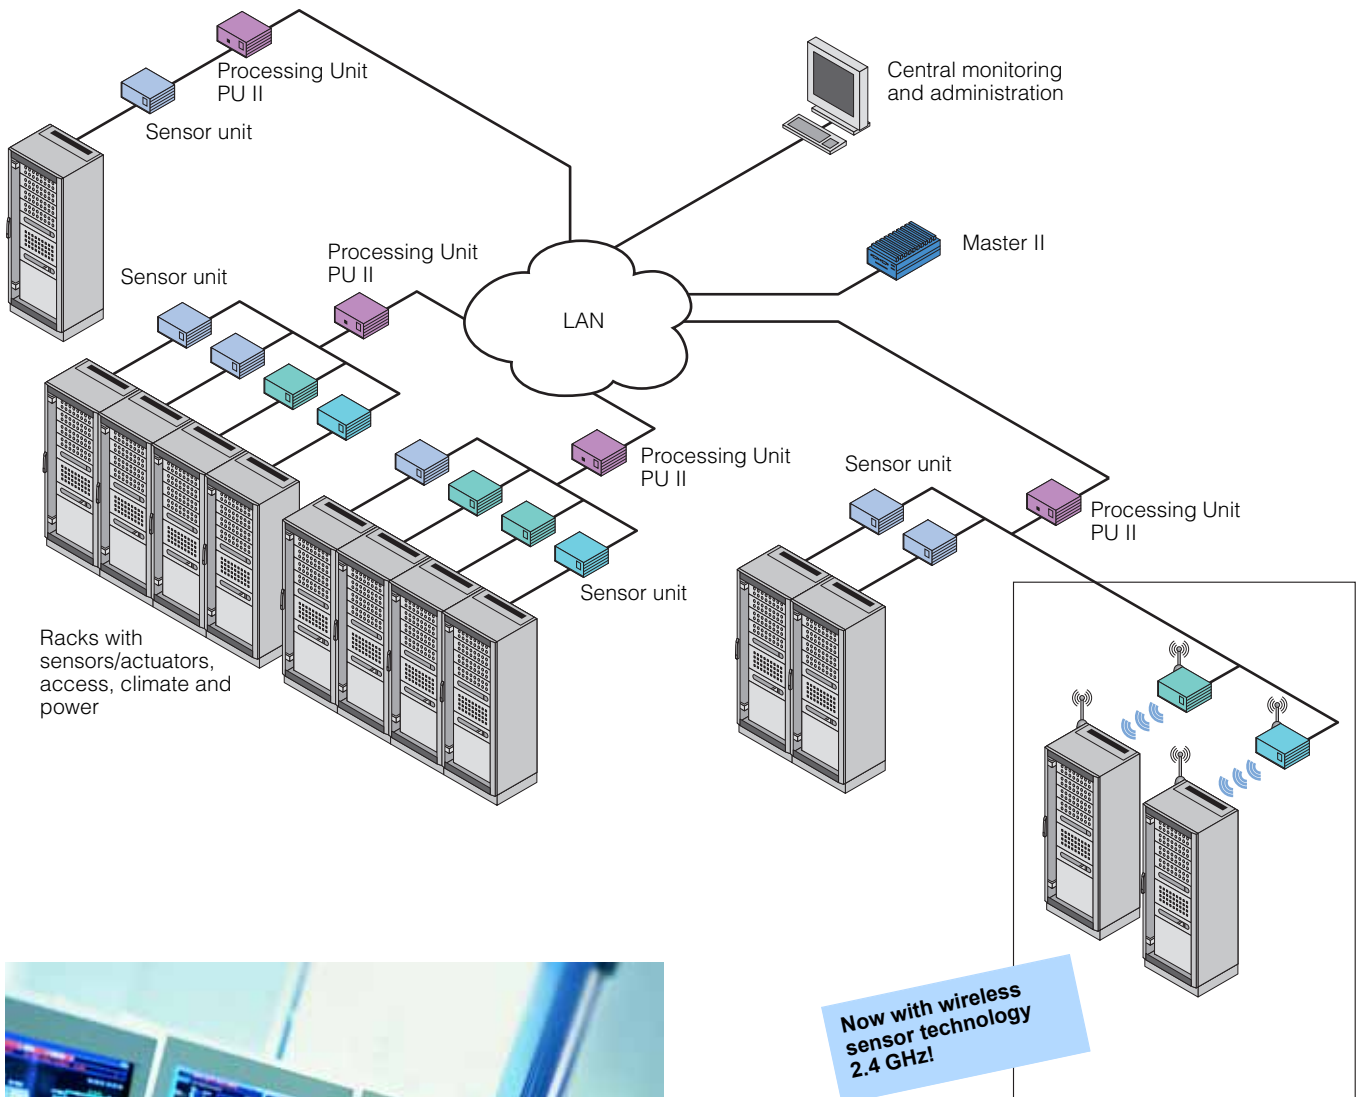 Processing Unit
PU II
Sensor unit
Central monitoring
and administration
Master II
Processing Unit
PU II
Sensor unit
LAN
Processing Unit
PU II
Sensor unit
Processing Unit
PU II
Sensor unit
Racks with
sensors/actuators,
access, climate and
power
Now with wireless
sensor technology
2.4 GHz!